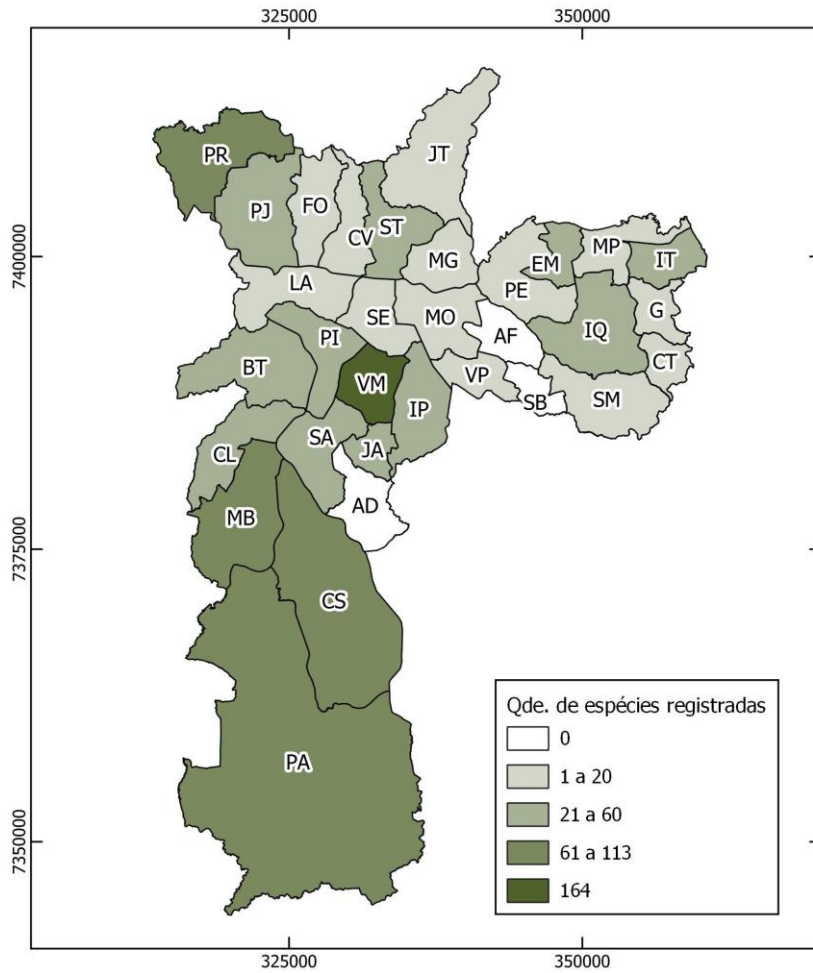 325000
350000
PR
JT
PJ
FO
CV
ST
7400000
MG
EM
MP
IT
LA
PE
SE
MO
G
PI
AF
IQ
BT
VM
VP
CT
IP
SB
SM
CL
SA
JA
MB
AD
7375000
CS
PA
7350000
Qde. de espécies registradas
0
1 a 20
21 a 60
61 a 113
164
325000
350000